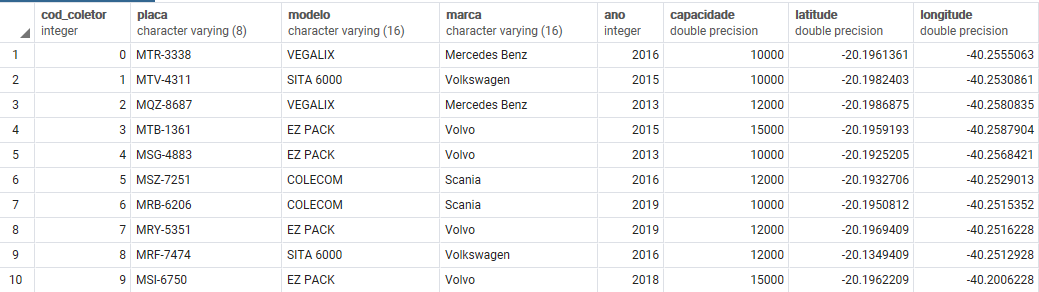 cod_coletor placa modelo marca ano capacidade latitude longitude
integer character varying (8) character varying (16) character varying (16) integer double precision double precision double precision
1 0 MTR-3338 VEGALIX Mercedes Benz 2016 10000 -20.1961361 -40.2555063
2 1 MTV-4311 SITA 6000 Volkswagen 2015 10000 -20.1982403 -40.2530861
3 2 MQZ-8687 VEGALIX Mercedes Benz 2013 12000 -20.1986875 -40.2580835
4 3 MTB-1361 EZ PACK Volvo 2015 15000 -20.1959193 -40.2587904
5 4 MSG-4883 EZ PACK Volvo 2013 10000 -20.1925205 -40.2568421
6 5 MSZ-7251 COLECOM Scania 2016 12000 -20.1932706 -40.2529013
7 6 MRB-6206 COLECOM Scania 2019 10000 -20.1950812 -40.2515352
8 7 MRY-5351 EZ PACK Volvo 2019 12000 -20.1969409 -40.2516228
9 8 MRF-7474 SITA 6000 Volkswagen 2016 12000 -20.1349409 -40.2512928
10 9 MSI-6750 EZ PACK Volvo 2018 15000 -20.1962209 -40.2006228